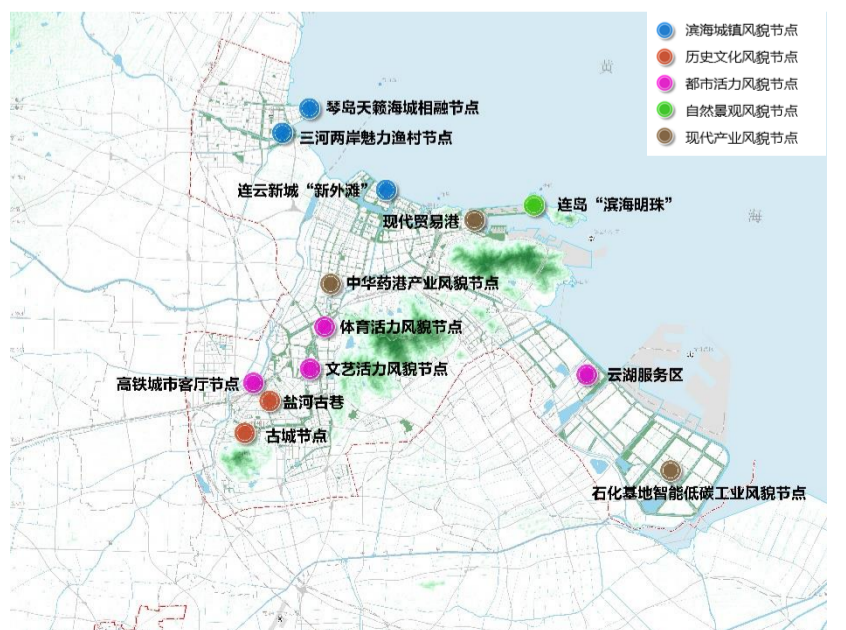 滨海城镇风貌节点
历史文化风貌节点
都市活力风貌节点
自然景观风貌节点
现代产业风貌节点
黄
海
琴岛天籁海城相融节点
三河两岸魅力渔村节点
连云新城“新外滩”
连岛“滨海明珠”
现代贸易港
中华药港产业风貌节点
体育活力风貌节点
文艺活力风貌节点
云湖服务区
高铁城市客厅节点
盐河古巷
古城节点
石化基地智能低碳工业风貌节点